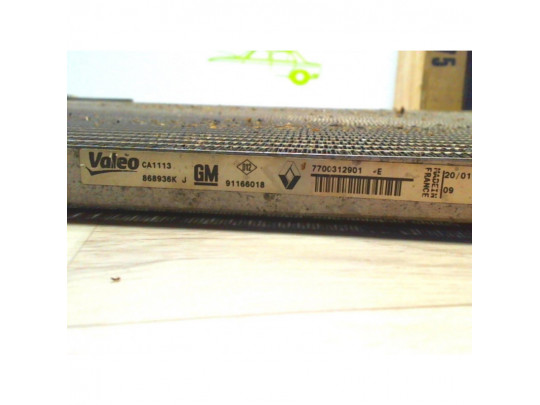 Valeo CA1113
868936K J
GM
91166018
7700312901 -E
MADE IN
FRANCE
20/01
09